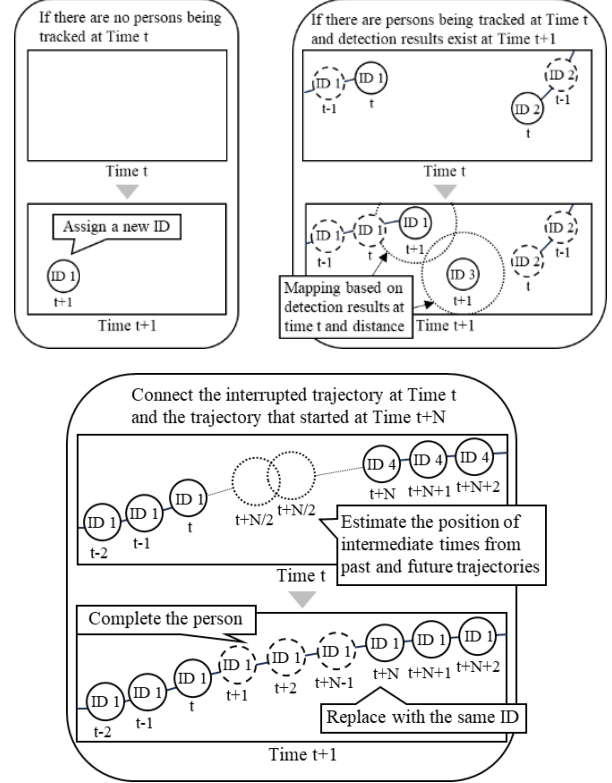 If there are no persons being
tracked at Time t
Time t
Assign a new ID
ID 1
t+1
Time t+1
If there are persons being tracked at Time t
and detection results exist at Time t+1
ID 1
ID 1
t-1
t
ID 2
ID 2
t-1
t
Time t
ID 1
ID 1
ID 1
t-1
t
t+1
ID 3
t+1
ID 2
ID 2
t-1
t
Mapping based on
detection results at
time t and distance
Time t+1
Connect the interrupted trajectory at Time t
and the trajectory that started at Time t+N
ID 1
ID 1
ID 1
t-2
t-1
t
t+N/2
t+N/2
ID 4
ID 4
ID 4
t+N
t+N+1
t+N+2
Estimate the position of
intermediate times from
past and future trajectories
Time t
Complete the person
ID 1
ID 1
ID 1
ID 1
ID 1
ID 1
ID 1
ID 1
ID 1
t-2
t-1
t
t+1
t+2
t+N-1
t+N
t+N+1
t+N+2
Replace with the same ID
Time t+1